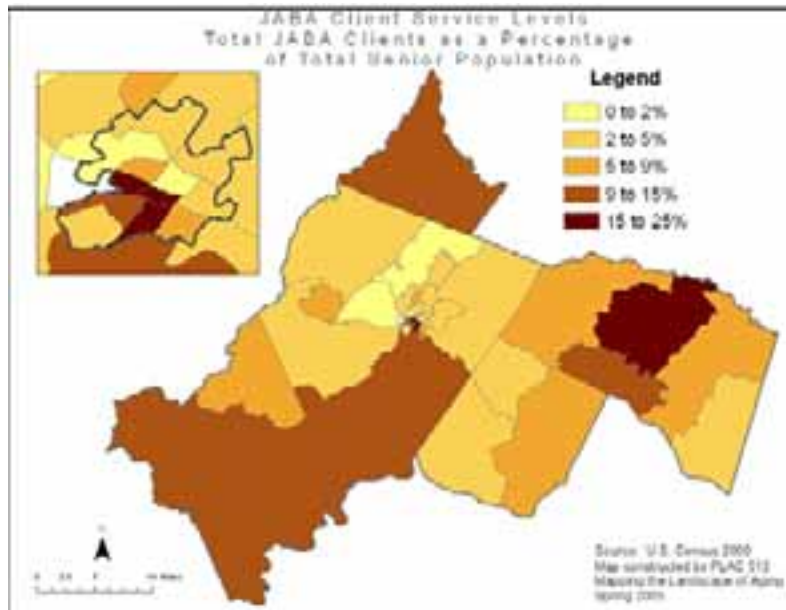 JABA Client Service Levels
Total JABA Clients as a Percentage
of Total Senior Population
Legend
0 to 2%
2 to 5%
5 to 9%
9 to 15%
15 to 25%
N
Source: U.S. Census 2000
Map constructed by PLAC 512
Mapping the Landscape of Aging